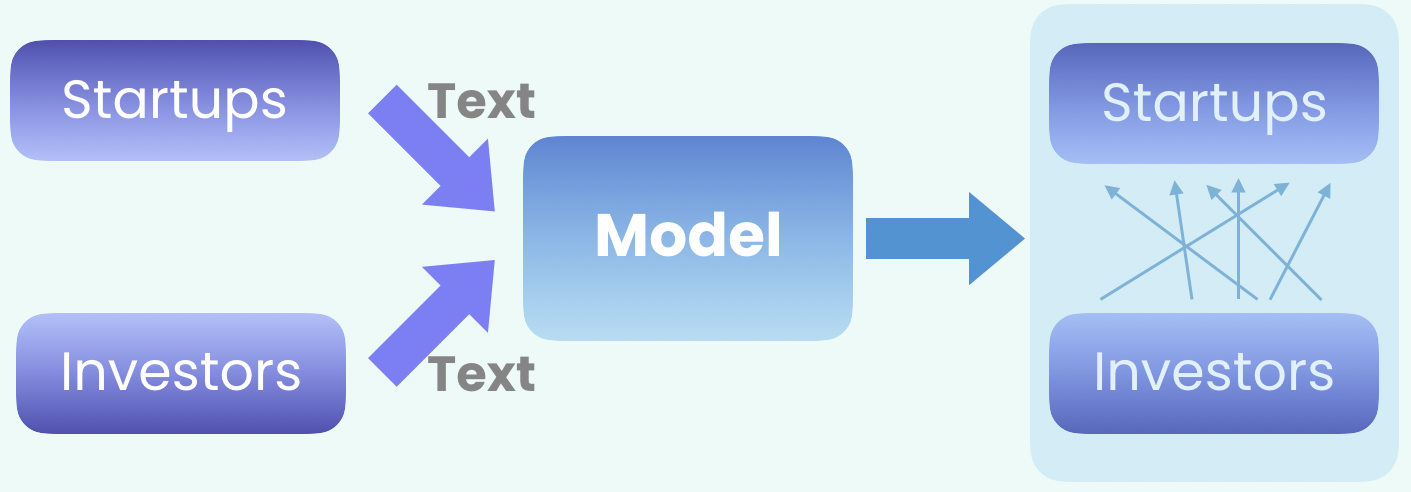 Startups
Text
Model
Investors
Text
Startups
Investors